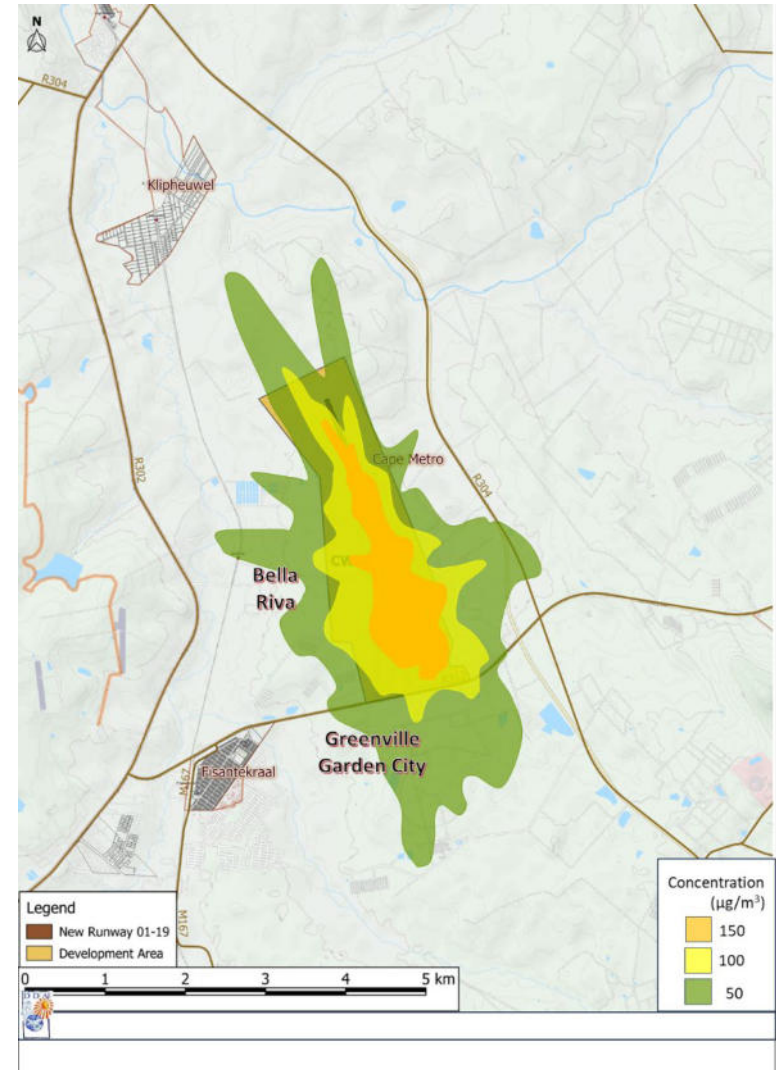 N
R304
Klipheuwel
R302
Cape Metro
R304
Bella
Riva
Greenville
Garden City
Fisantekraal
M167
M167
Legend
New Runway 01-19
Development Area
0 1 2 3 4 5 km
Concentration
(µg/m³)
150
100
50